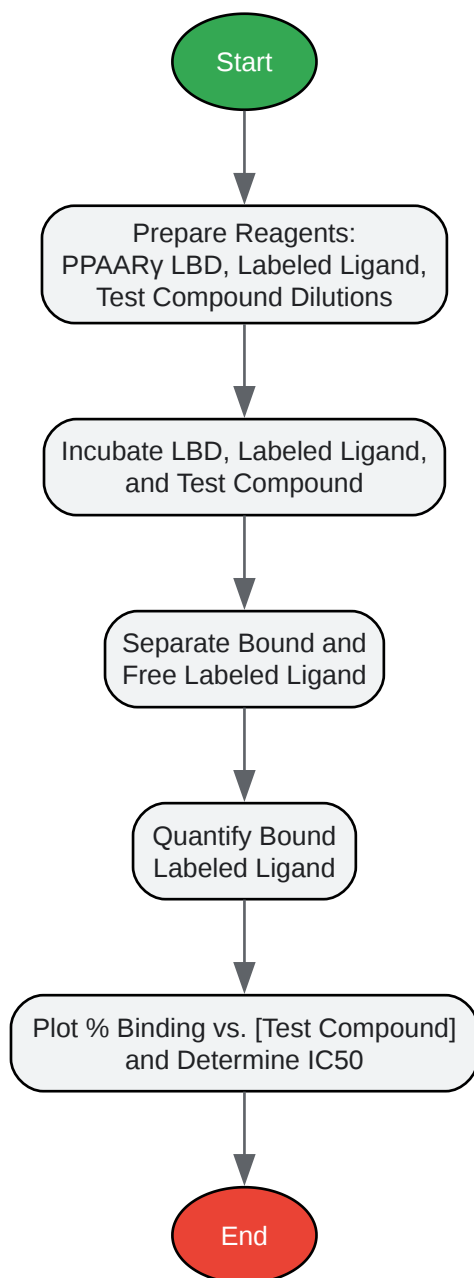 Start
Prepare Reagents:
PPAARγ LBD, Labeled Ligand,
Test Compound Dilutions
Incubate LBD, Labeled Ligand,
and Test Compound
Separate Bound and
Free Labeled Ligand
Quantify Bound
Labeled Ligand
Plot % Binding vs. [Test Compound]
and Determine IC50
End